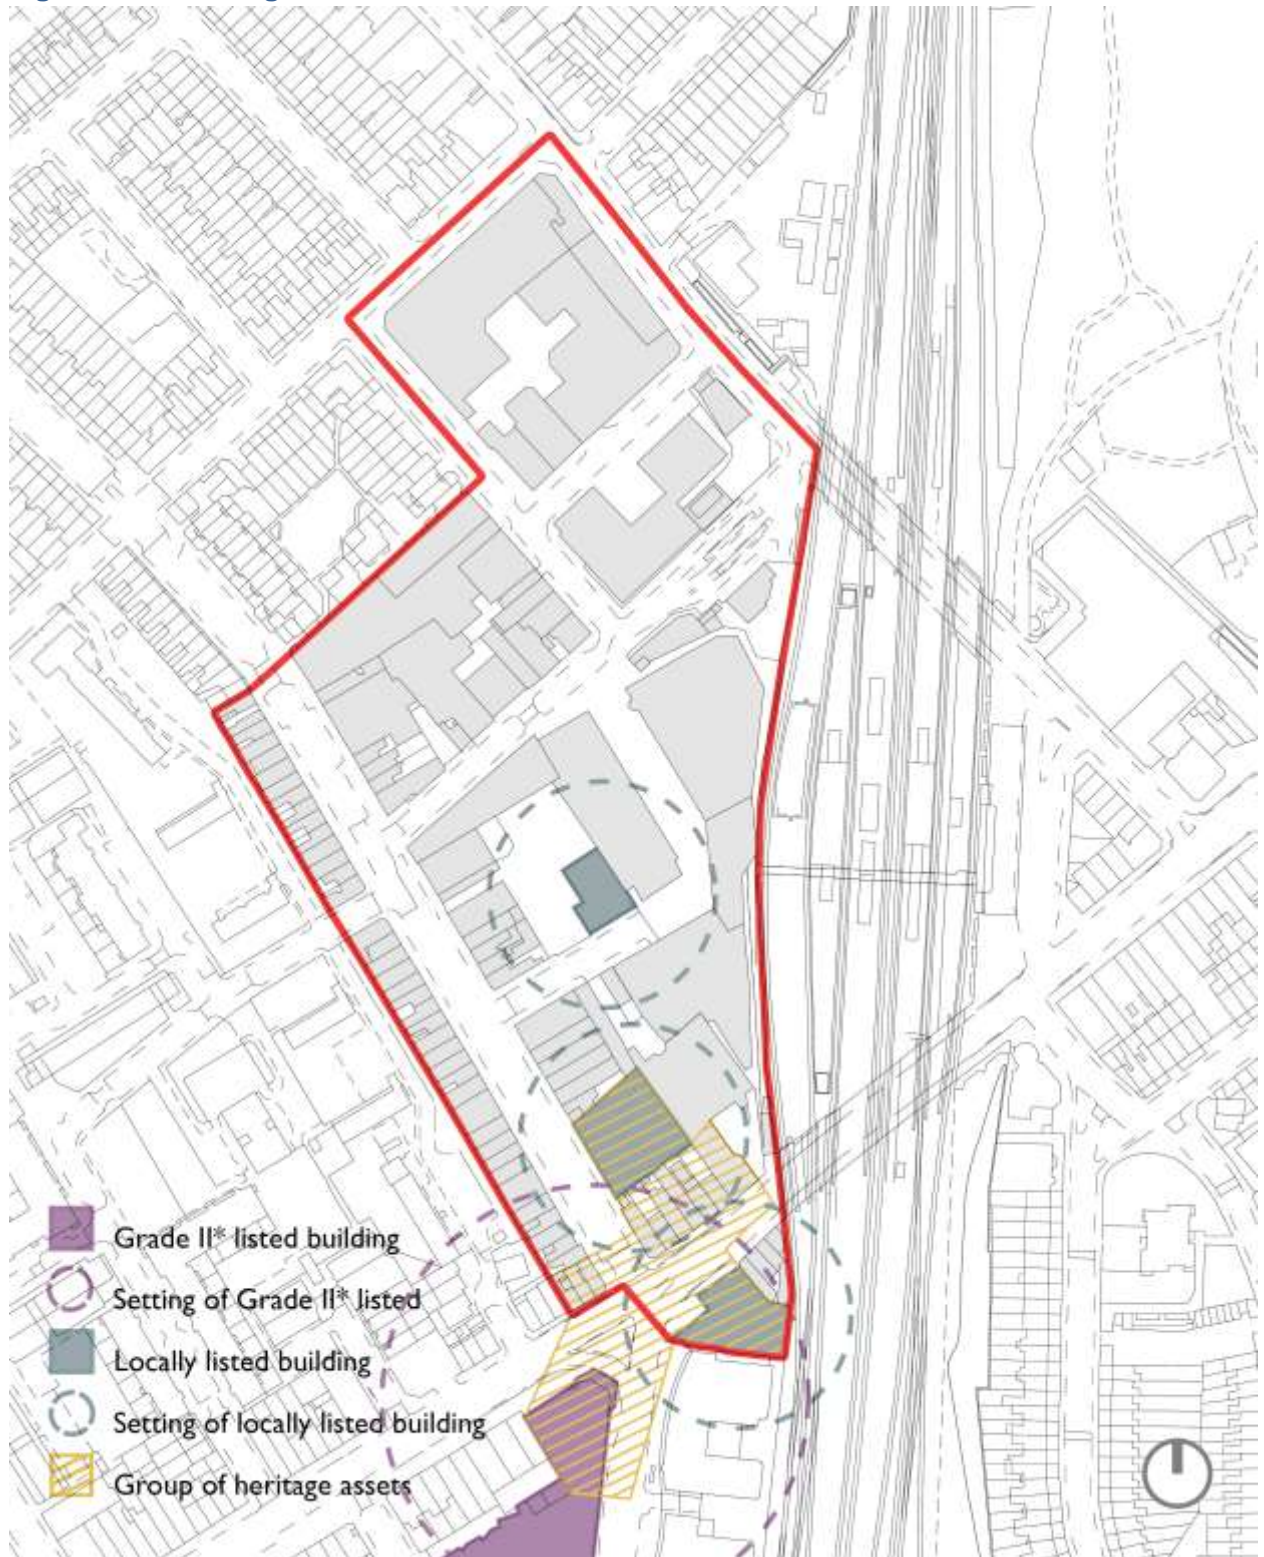 Grade II* listed building
Setting of Grade II* listed
Locally listed building
Setting of locally listed building
Group of heritage assets